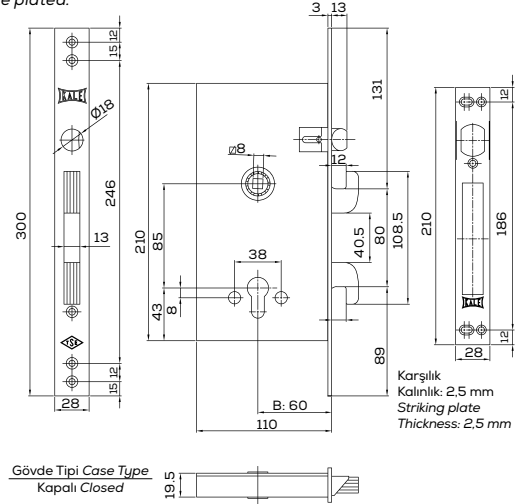 e plated.
3 13
12
15
KALE
Ø18
300
246
13
TSE
12
15
28
Ø8
210
85
43
38
8
B: 60
110
131
12
40.5
80
108.5
89
12
210
186
KALE
12
28
Karşılık
Kalınlık: 2,5 mm
Striking plate
Thickness: 2,5 mm
Gövde Tipi Case Type
Kapalı Closed
19.5